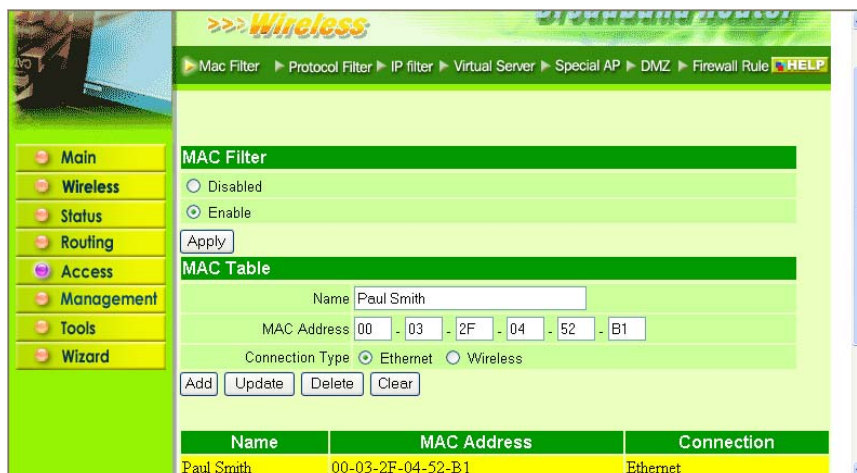 >>> Wireless
Broadband Router
Mac Filter Protocol Filter IP filter Virtual Server Special AP DMZ Firewall Rule HELP
Main
Wireless
Status
Routing
Access
Management
Tools
Wizard
MAC Filter
Disabled
Enable
Apply
MAC Table
Name Paul Smith
MAC Address 00 - 03 - 2F - 04 - 52 - B1
Connection Type Ethernet Wireless
Add Update Delete Clear
Name MAC Address Connection
Paul Smith 00-03-2F-04-52-B1 Ethernet